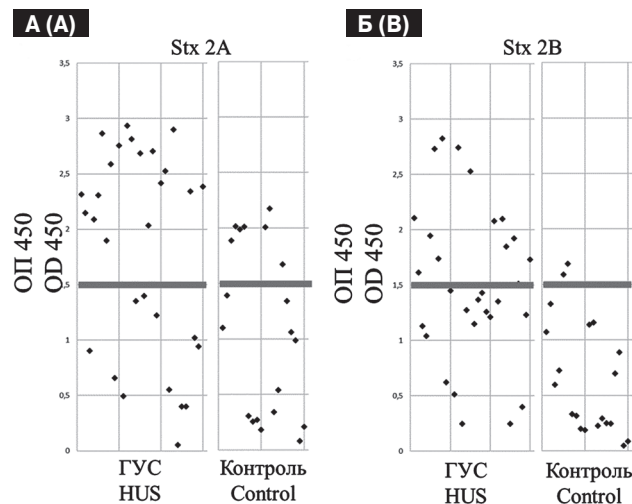 А (A)
Stx 2A
3,5
3
2,5
2
1,5
1
0,5
0
ОП 450
OD 450
ГУС
HUS
Контроль
Control
Б (B)
Stx 2B
3,5
3
2,5
2
1,5
1
0,5
0
ОП 450
OD 450
ГУС
HUS
Контроль
Control